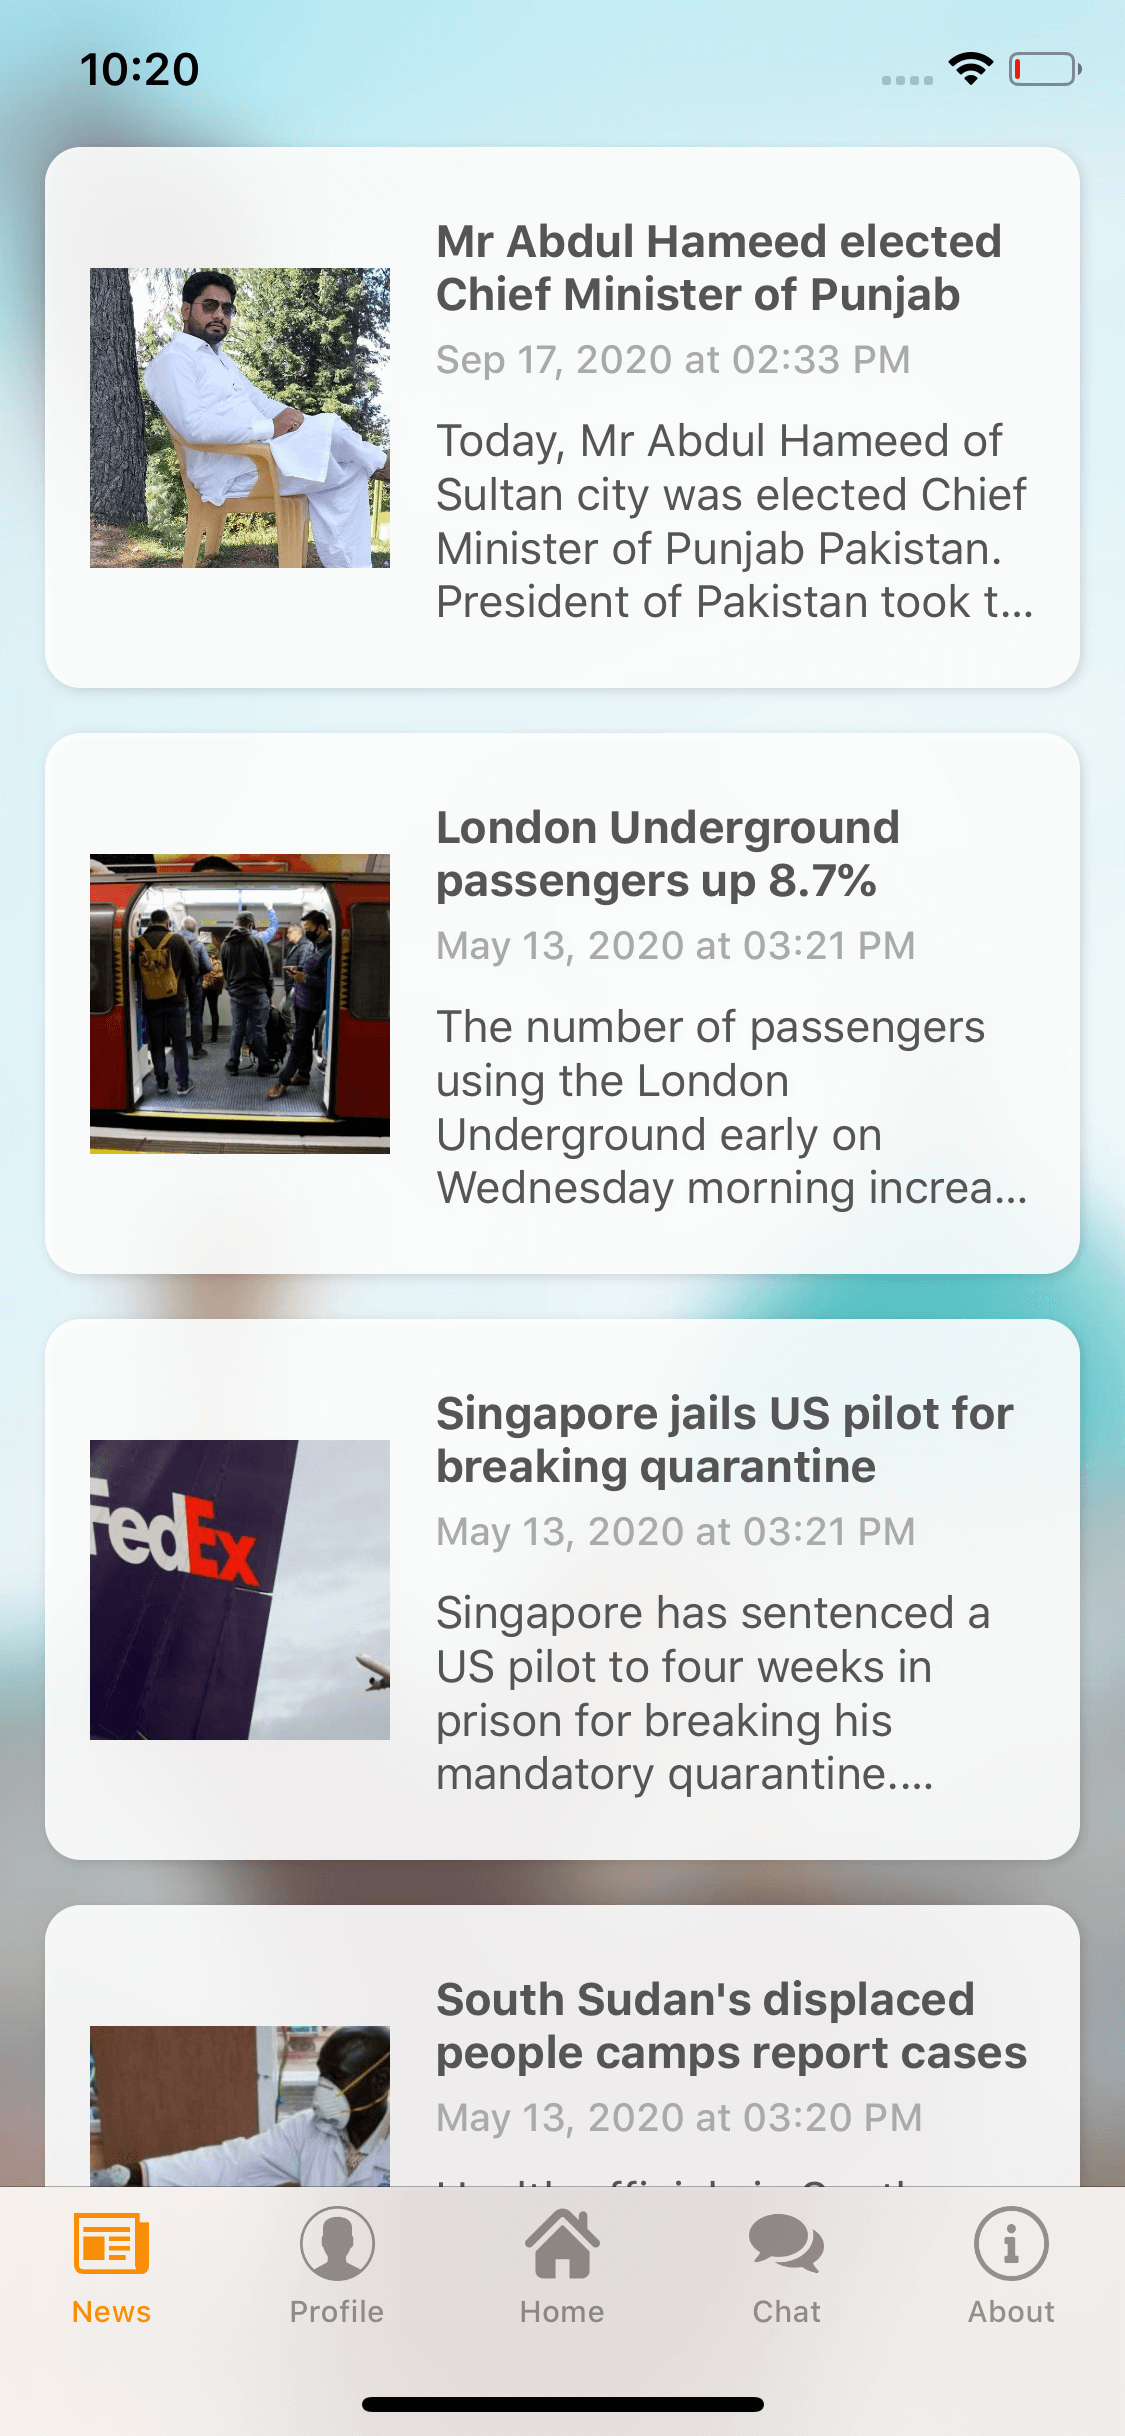 10:20
Mr Abdul Hameed elected
Chief Minister of Punjab
Sep 17, 2020 at 02:33 PM
Today, Mr Abdul Hameed of
Sultan city was elected Chief
Minister of Punjab Pakistan.
President of Pakistan took t...
London Underground
passengers up 8.7%
May 13, 2020 at 03:21 PM
The number of passengers
using the London
Underground early on
Wednesday morning increa...
FedEx
Singapore jails US pilot for
breaking quarantine
May 13, 2020 at 03:21 PM
Singapore has sentenced a
US pilot to four weeks in
prison for breaking his
mandatory quarantine....
South Sudan's displaced
people camps report cases
May 13, 2020 at 03:20 PM
News
Profile
Home
Chat
About